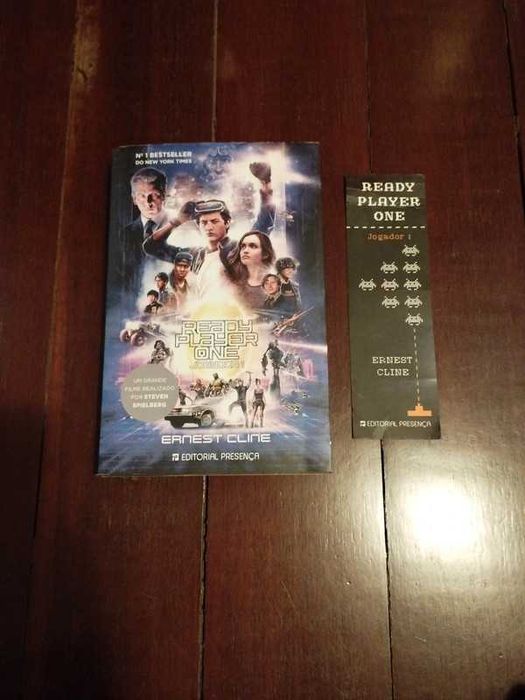 Nº 1 BESTSELLER
DO NEW YORK TIMES
READY
PLAYER
ONE
UM GRANDE
FILME REALIZADO
POR STEVEN
SPIELBERG
ERNEST CLINE
EDITORIAL PRESENÇA
READY
PLAYER
ONE
Jogador 1
ERNEST
CLINE
EDITORIAL PRESENÇA